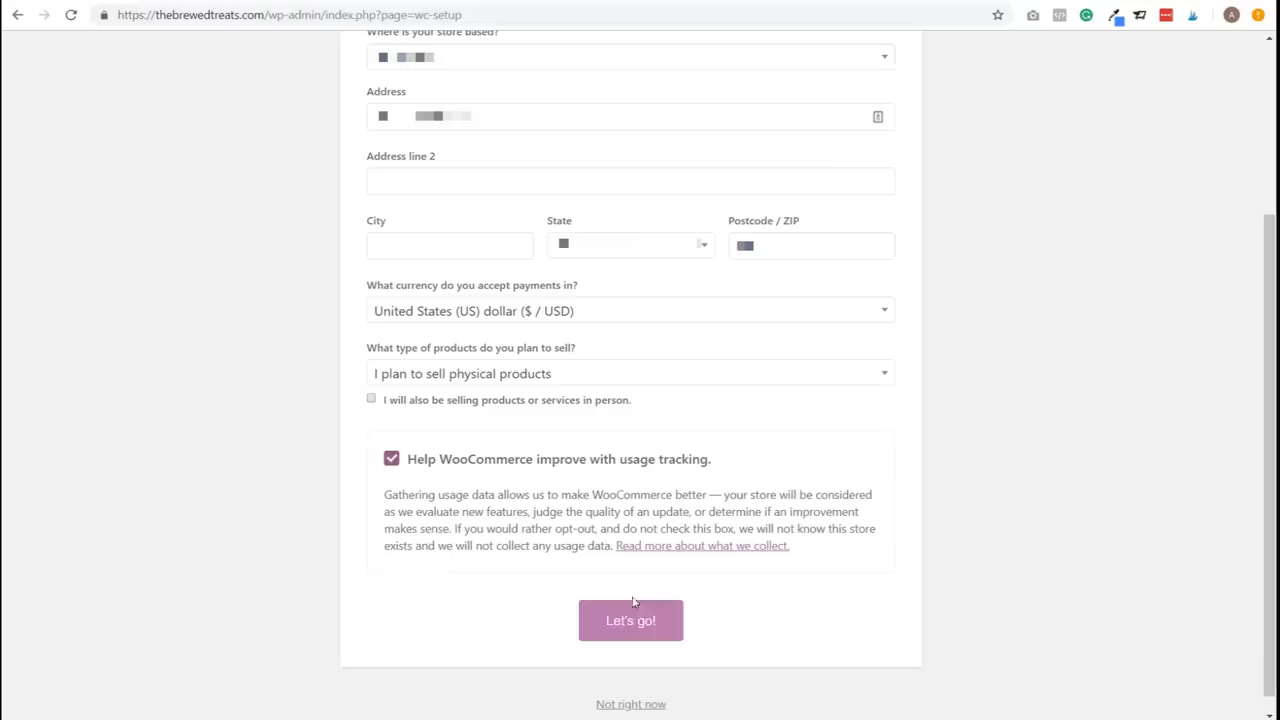 https://thebrewedtreats.com/wp-admin/index.php?page=wc-setup
A
Where is your store based?
Address
Address line 2
City State Postcode / ZIP
What currency do you accept payments in?
United States (US) dollar ($ / USD)
What type of products do you plan to sell?
I plan to sell physical products
I will also be selling products or services in person.
Help WooCommerce improve with usage tracking.
Gathering usage data allows us to make WooCommerce better — your store will be considered
as we evaluate new features, judge the quality of an update, or determine if an improvement
makes sense. If you would rather opt-out, and do not check this box, we will not know this store
exists and we will not collect any usage data. Read more about what we collect.
Let's go!
Not right now